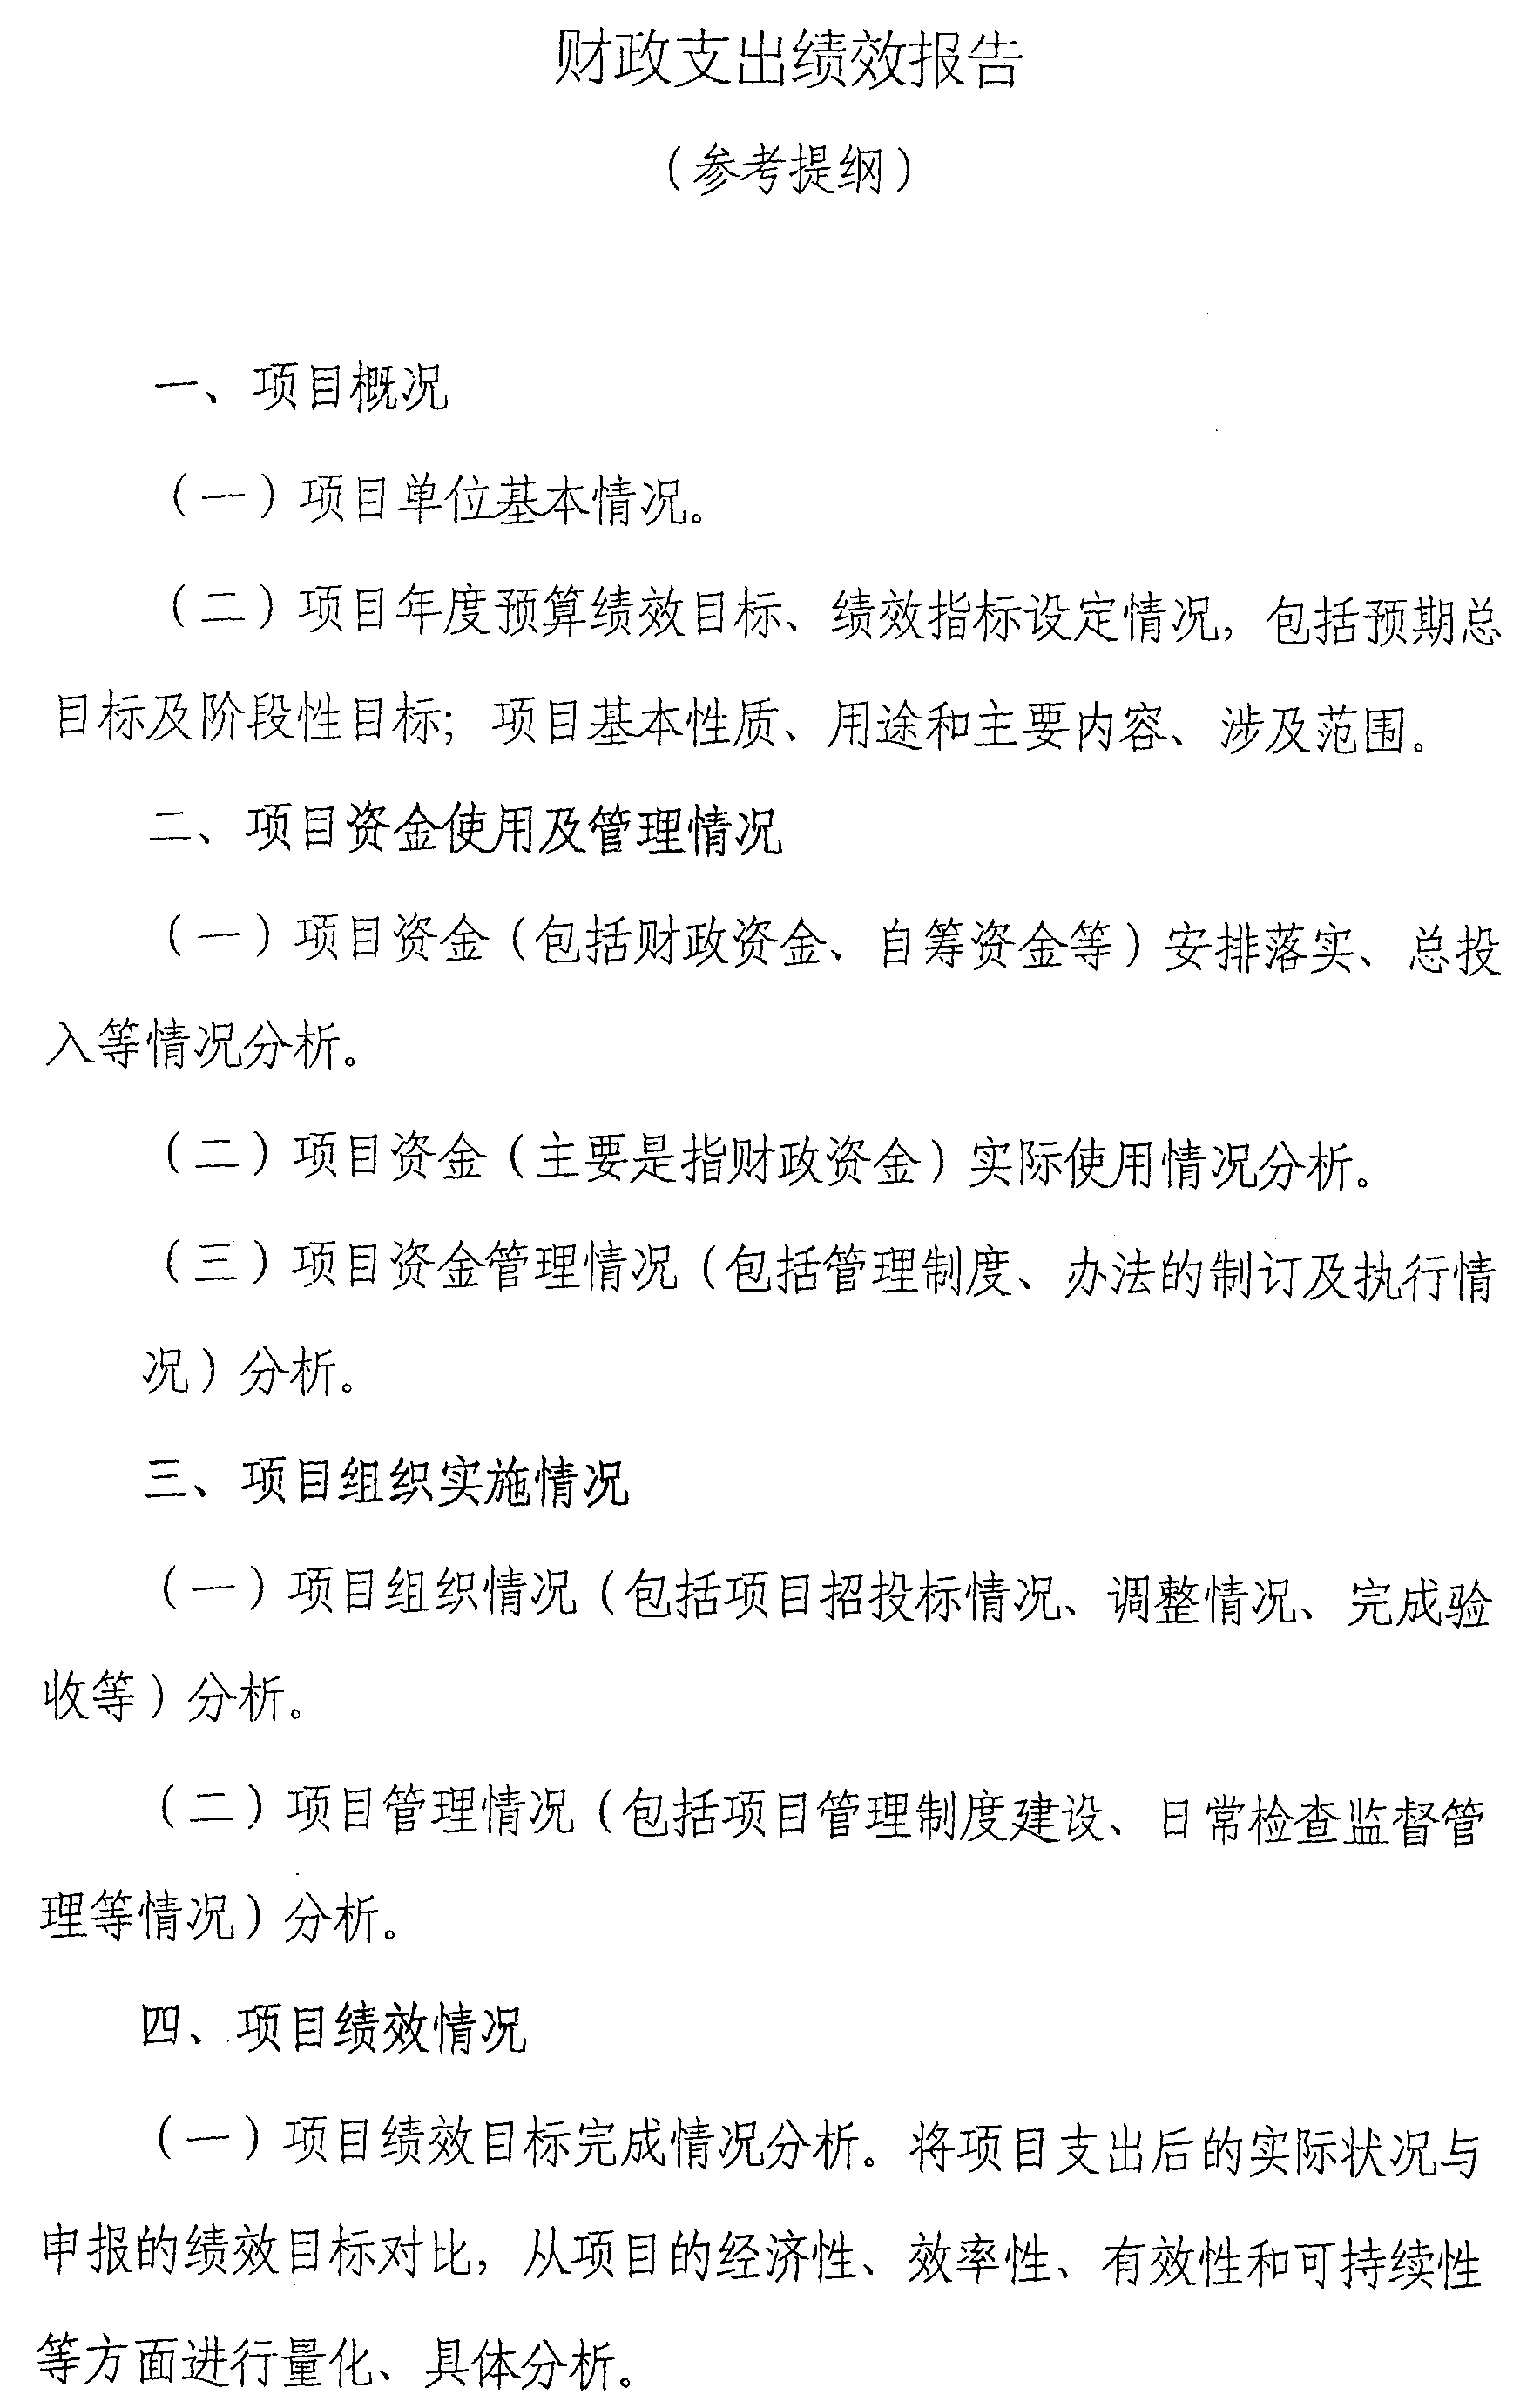 财政支出绩效报告
（参考提纲）
一、项目概况
（一）项目单位基本情况。
（二）项目年度预算绩效目标、绩效指标设定情况，包括预期总
目标及阶段性目标；项目基本性质、用途和主要内容、涉及范围。
二、项目资金使用及管理情况
（一）项目资金（包括财政资金、自筹资金等）安排落实、总投
入等情况分析。
（二）项目资金（主要是指财政资金）实际使用情况分析。
（三）项目资金管理情况（包括管理制度、办法的制订及执行情
况）分析。
三、项目组织实施情况
（一）项目组织情况（包括项目招投标情况、调整情况、完成验
收等）分析。
（二）项目管理情况（包括项目管理制度建设、日常检查监督管
理等情况）分析。
四、项目绩效情况
（一）项目绩效目标完成情况分析。将项目支出后的实际状况与
申报的绩效目标对比，从项目的经济性、效率性、有效性和可持续性
等方面进行量化、具体分析。